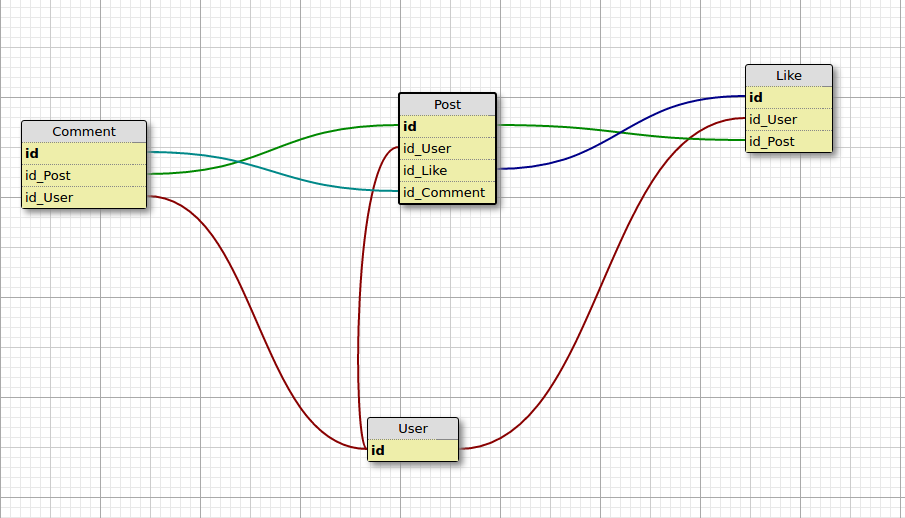 Comment
id
id_Post
id_User
Post
id
id_User
id_Like
id_Comment
Like
id
id_User
id_Post
User
id